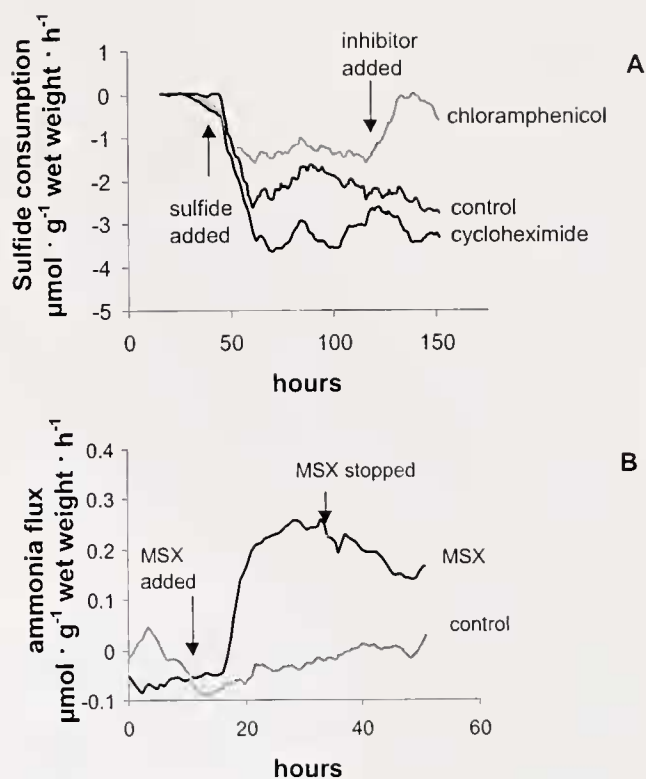 A
Sulfide consumption
µmol · g⁻¹ wet weight · h⁻¹
1
0
-1
-2
-3
-4
-5
inhibitor
added
chloramphenicol
sulfide
added
control
cycloheximide
0
50
100
150
hours
B
ammonia flux
µmol · g⁻¹ wet weight · h⁻¹
0.4
0.3
0.2
0.1
0
-0.1
MSX stopped
MSX
added
MSX
control
0
20
40
60
hours